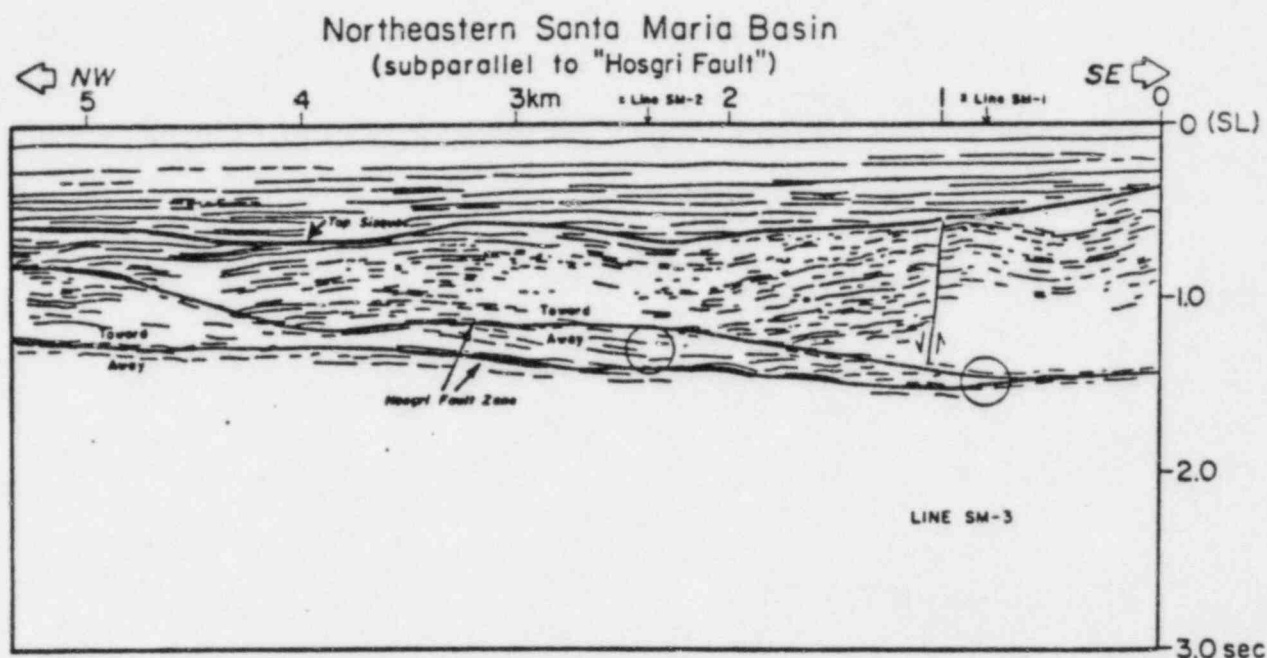 Northeastern Santa Maria Basin
(subparallel to "Hosgri Fault")
NW
SE
5 4 3km x Line SM-2 2 1 x Line SM-1 0
0 (SL)
Top Sisquoc
1.0
Toward
Away
Toward
Away
Hosgri Fault Zone
2.0
LINE SM-3
3.0 sec